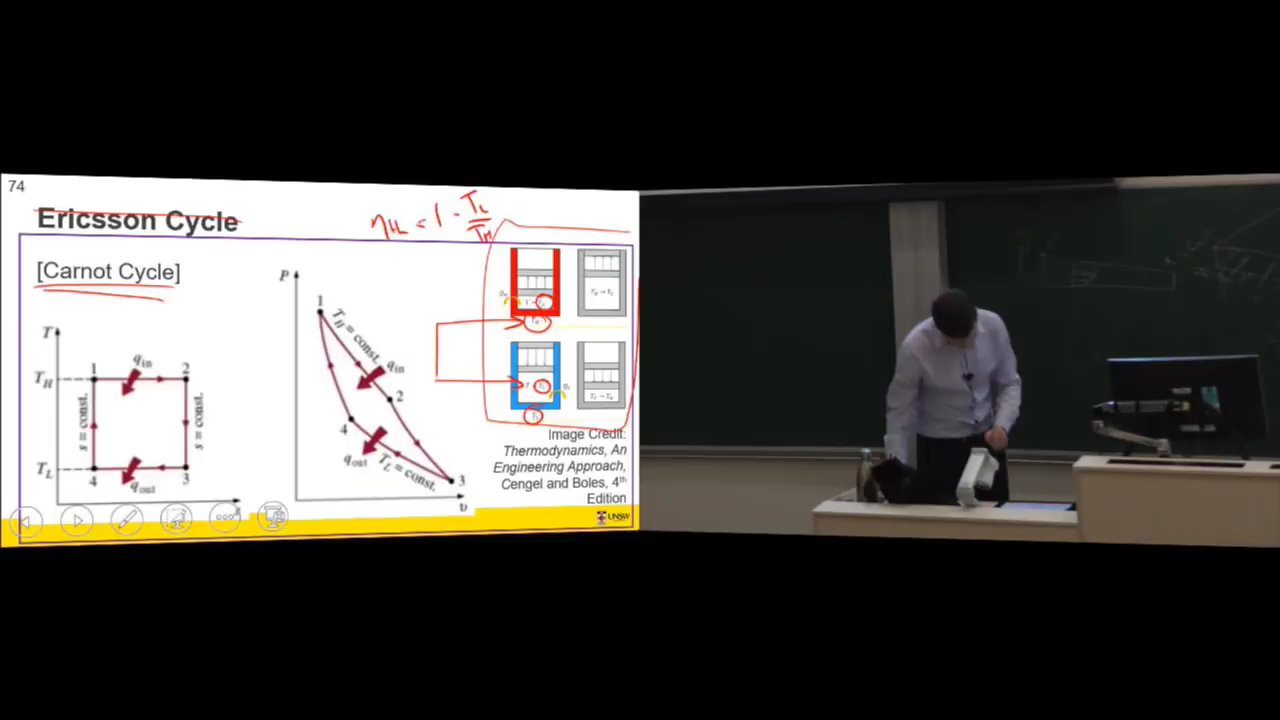 74
Ericsson Cycle
ηth = 1 - TL/TH
[Carnot Cycle]
T
TH
TL
1
2
3
4
qin
qout
s = const.
s = const.
P
1
TH = const.
qin
2
4
qout
TL = const.
3
υ
Image Credit:
Thermodynamics, An
Engineering Approach,
Cengel and Boles, 4th
Edition
UNSW